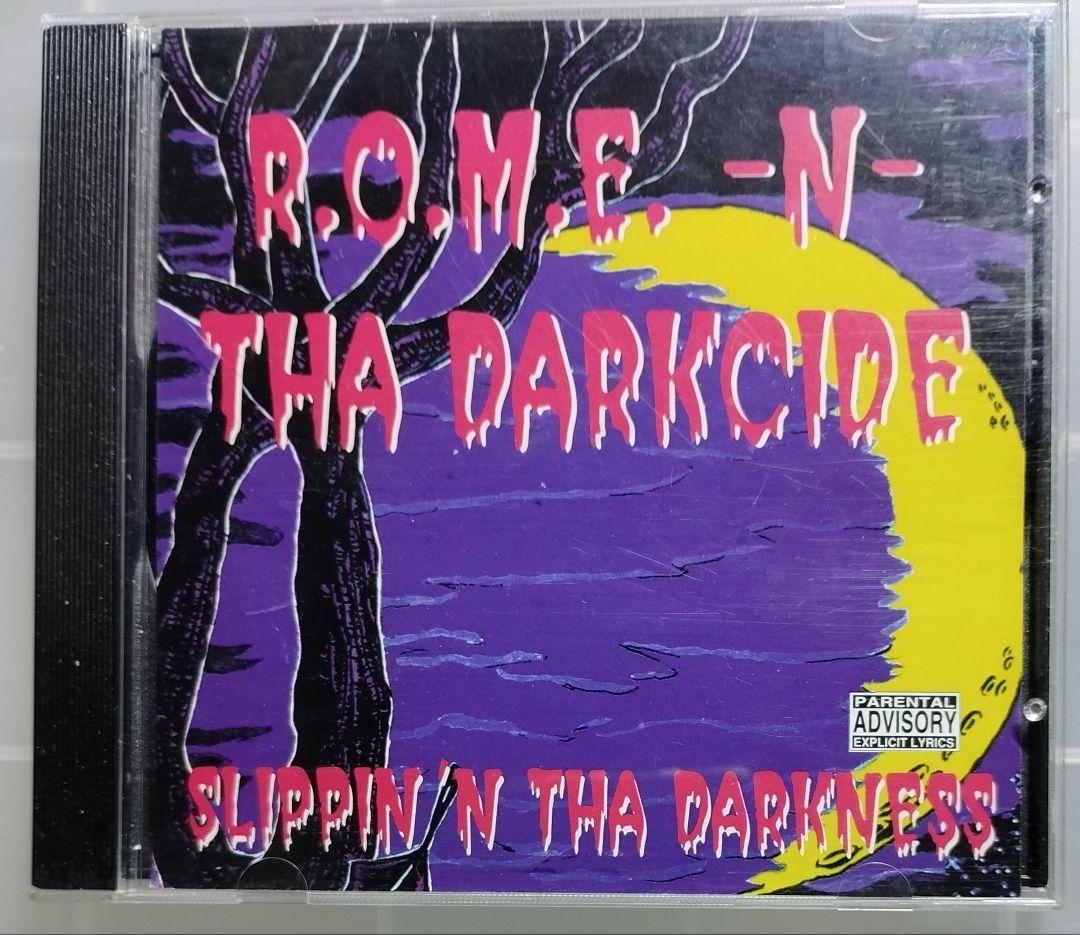 R.O.M.E. -N-
THA DARKCIDE
PARENTAL
ADVISORY
EXPLICIT LYRICS
SLIPPIN'N THA DARKNESS